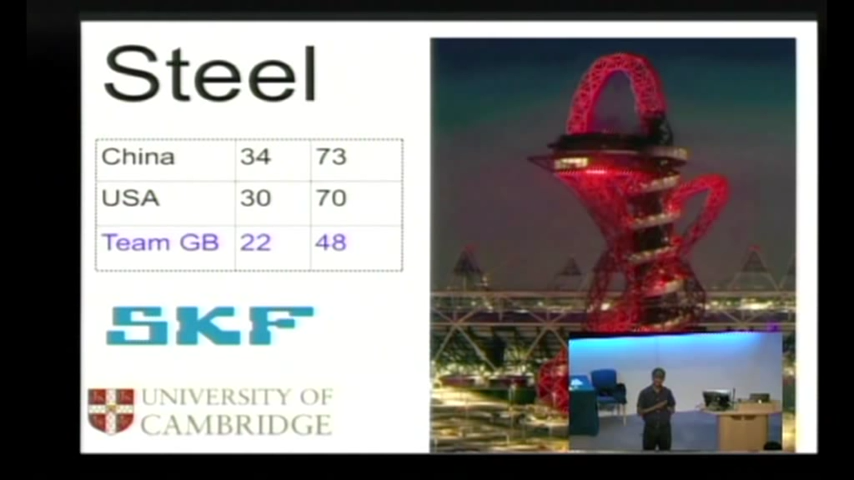 Steel
China 34 73
USA 30 70
Team GB 22 48
SKF
UNIVERSITY OF
CAMBRIDGE